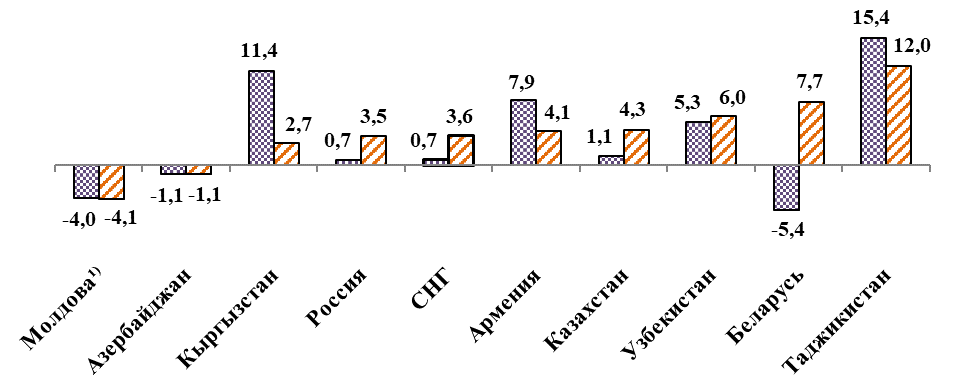 -4,0 -4,1
-1,1 -1,1
11,4 2,7
0,7 3,5
0,7 3,6
7,9 4,1
1,1 4,3
5,3 6,0
-5,4 7,7
15,4 12,0
Молдова¹⁾
Азербайджан
Кыргызстан
Россия
СНГ
Армения
Казахстан
Узбекистан
Беларусь
Таджикистан